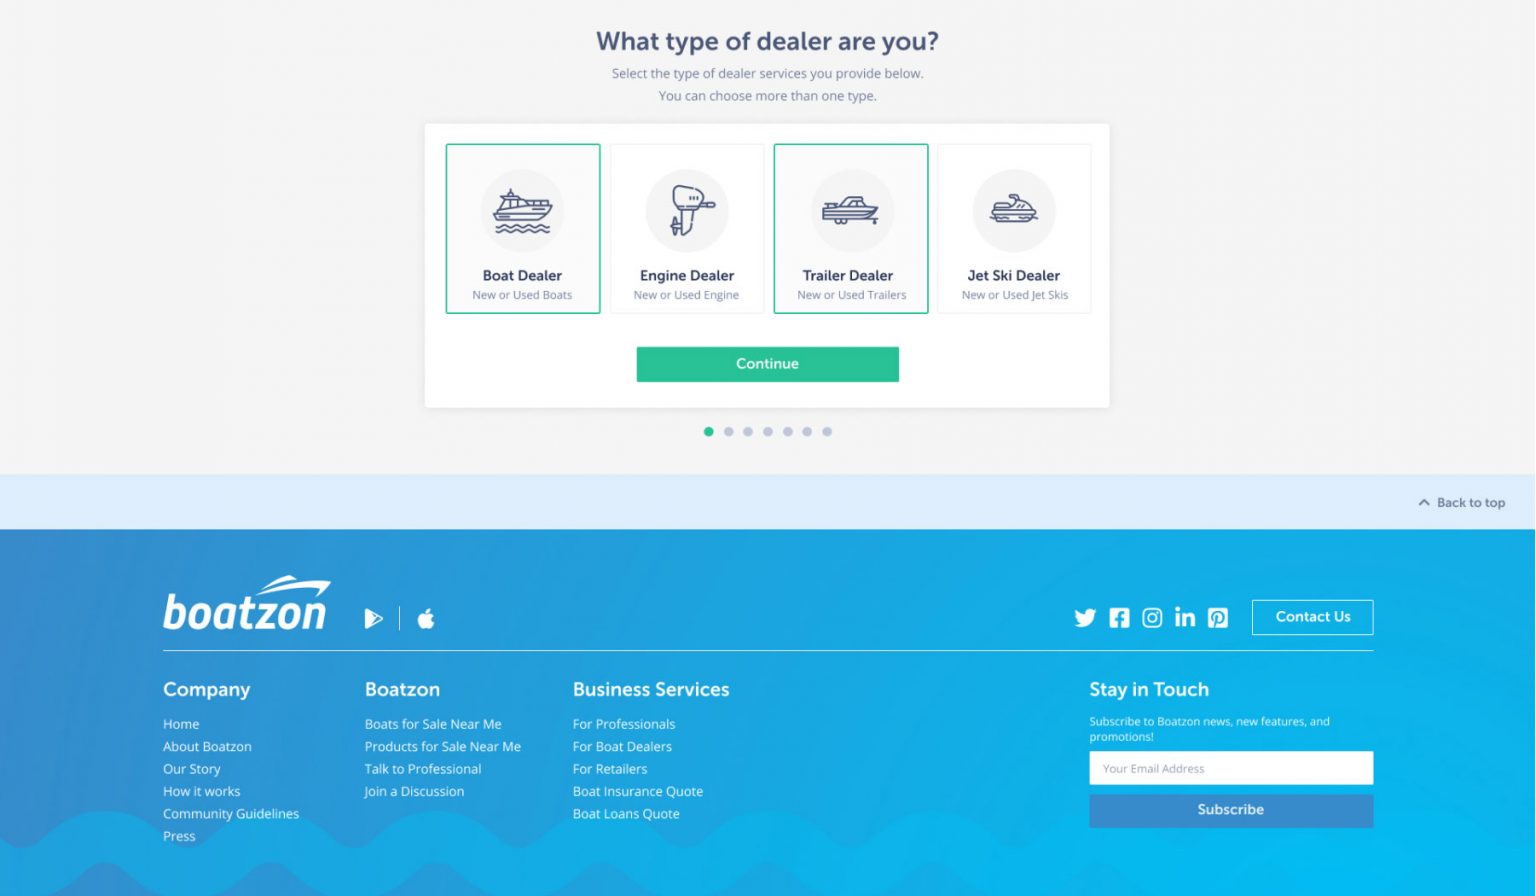 What type of dealer are you?
Select the type of dealer services you provide below.
You can choose more than one type.
Boat Dealer
New or Used Boats
Engine Dealer
New or Used Engine
Trailer Dealer
New or Used Trailers
Jet Ski Dealer
New or Used Jet Skis
Continue
Back to top
boatzon
Contact Us
Company
Home
About Boatzon
Our Story
How it works
Community Guidelines
Press
Boatzon
Boats for Sale Near Me
Products for Sale Near Me
Talk to Professional
Join a Discussion
Business Services
For Professionals
For Boat Dealers
For Retailers
Boat Insurance Quote
Boat Loans Quote
Stay in Touch
Subscribe to Boatzon news, new features, and
promotions!
Your Email Address
Subscribe